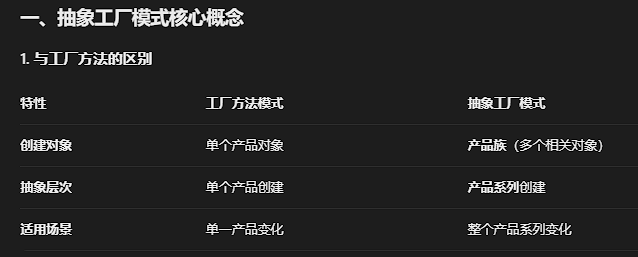 一、抽象工厂模式核心概念
1. 与工厂方法的区别
特性 工厂方法模式 抽象工厂模式
创建对象 单个产品对象 产品族（多个相关对象）
抽象层次 单个产品创建 产品系列创建
适用场景 单一产品变化 整个产品系列变化